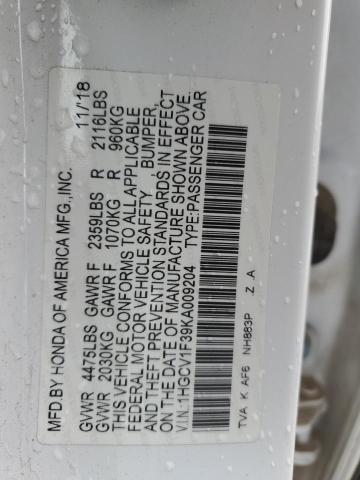 MFD.BY HONDA OF AMERICA MFG.,INC. 11/'18
GVWR 4475LBS GAWR F 2359LBS R 2116LBS
GVWR 2030KG GAWR F 1070KG R 960KG
THIS VEHICLE CONFORMS TO ALL APPLICABLE
FEDERAL MOTOR VEHICLE SAFETY, BUMPER,
AND THEFT PREVENTION STANDARDS IN EFFECT
ON THE DATE OF MANUFACTURE SHOWN ABOVE.
V.I.N. 1HGCV1F39KA009204 TYPE:PASSENGER CAR
TVA K AF6 NH883P Z A